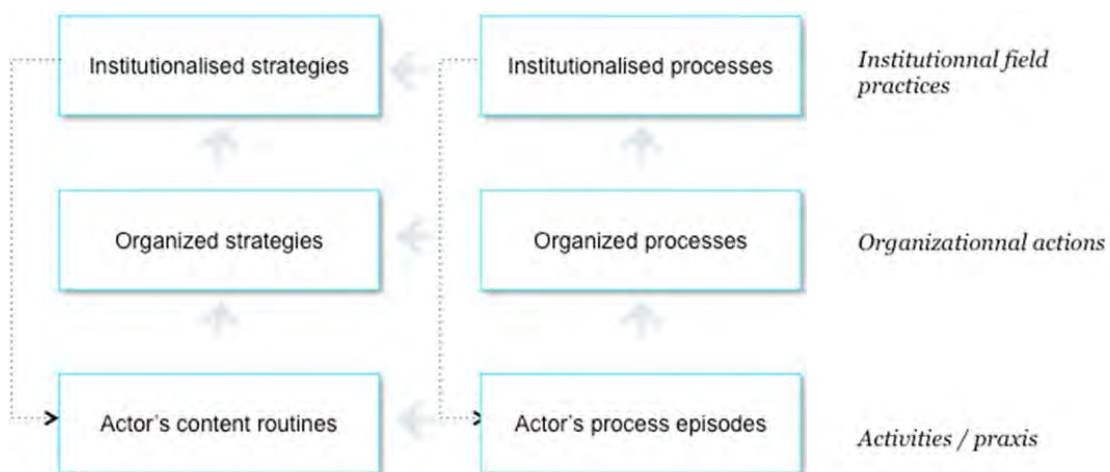 Institutionalised strategies
Institutionalised processes
Institutionnal field
practices
Organized strategies
Organized processes
Organizationnal actions
Actor's content routines
Actor's process episodes
Activities / praxis